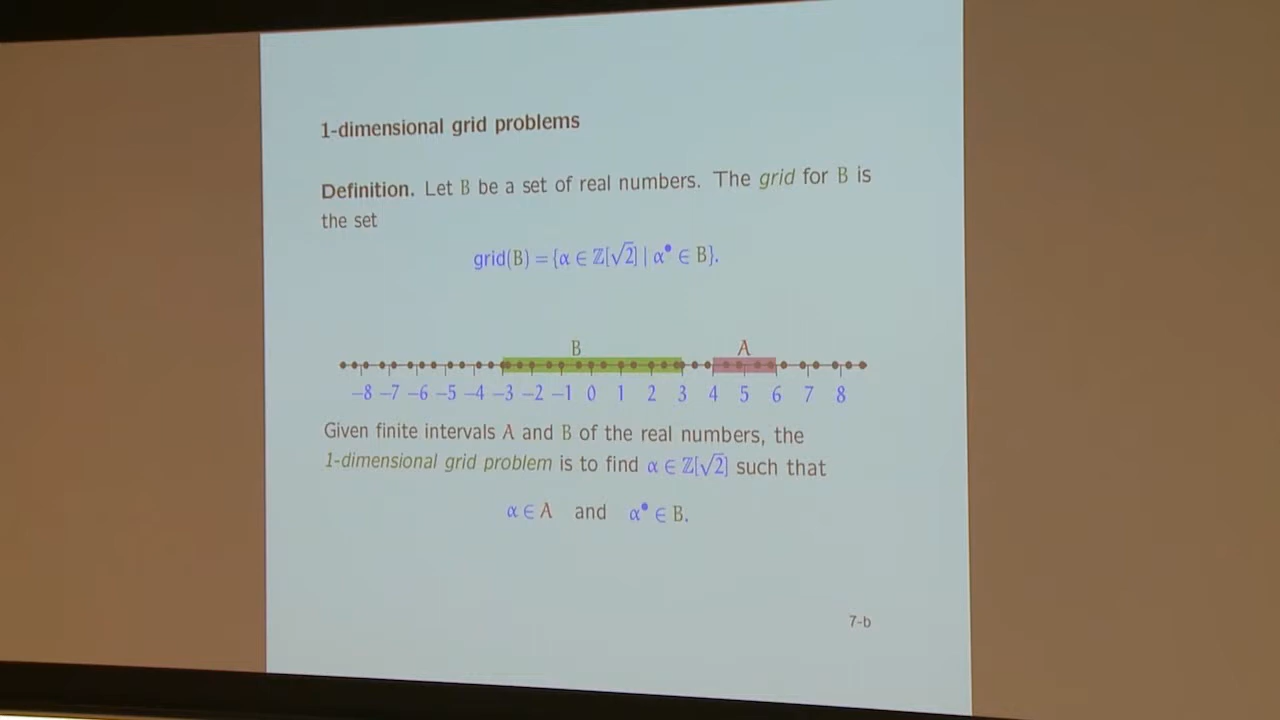 1-dimensional grid problems
Definition. Let B be a set of real numbers. The grid for B is
the set
grid(B) = {α ∈ ℤ[√2] | α• ∈ B}.
B A
−8 −7 −6 −5 −4 −3 −2 −1 0 1 2 3 4 5 6 7 8
Given finite intervals A and B of the real numbers, the
1-dimensional grid problem is to find α ∈ ℤ[√2] such that
α ∈ A and α• ∈ B.
7-b